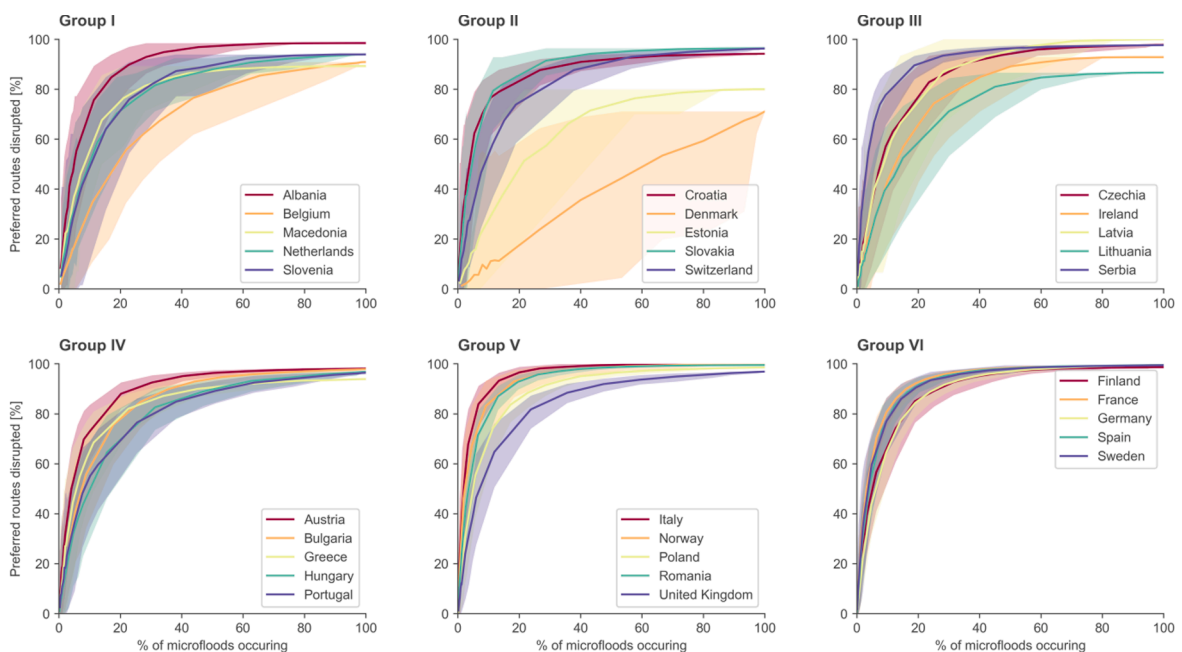 Group I
Group II
Group III
Preferred routes disrupted [%]
100
80
60
40
20
0
Albania
Belgium
Macedonia
Netherlands
Slovenia
0 20 40 60 80 100
100
80
60
40
20
0
Croatia
Denmark
Estonia
Slovakia
Switzerland
0 20 40 60 80 100
100
80
60
40
20
0
Czechia
Ireland
Latvia
Lithuania
Serbia
0 20 40 60 80 100
Group IV
Group V
Group VI
Preferred routes disrupted [%]
100
80
60
40
20
0
Austria
Bulgaria
Greece
Hungary
Portugal
0 20 40 60 80 100
% of microfloods occuring
100
80
60
40
20
0
Italy
Norway
Poland
Romania
United Kingdom
0 20 40 60 80 100
% of microfloods occuring
100
80
60
40
20
0
Finland
France
Germany
Spain
Sweden
0 20 40 60 80 100
% of microfloods occuring